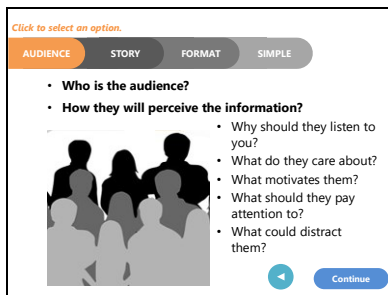 Click to select an option.
AUDIENCE STORY FORMAT SIMPLE
• Who is the audience?
• How they will perceive the information?
• Why should they listen to
you?
• What do they care about?
• What motivates them?
• What should they pay
attention to?
• What could distract
them?
Continue